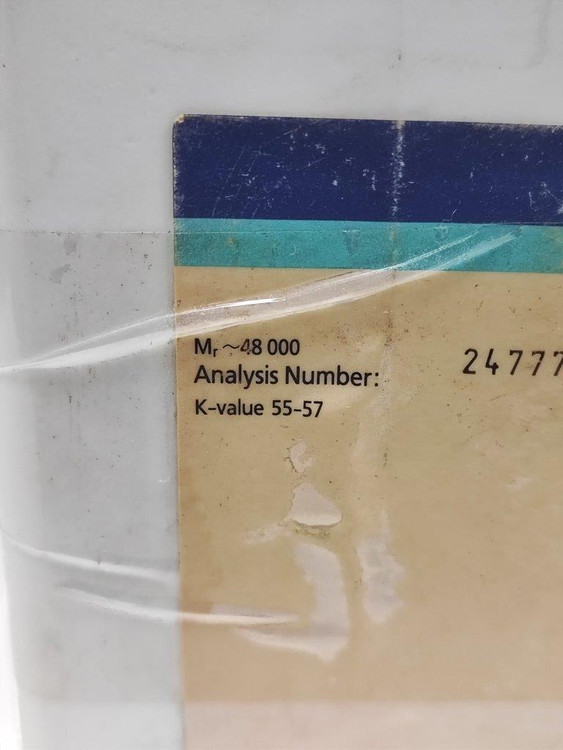 Mr ~48 000
Analysis Number: 24777
K-value 55-57